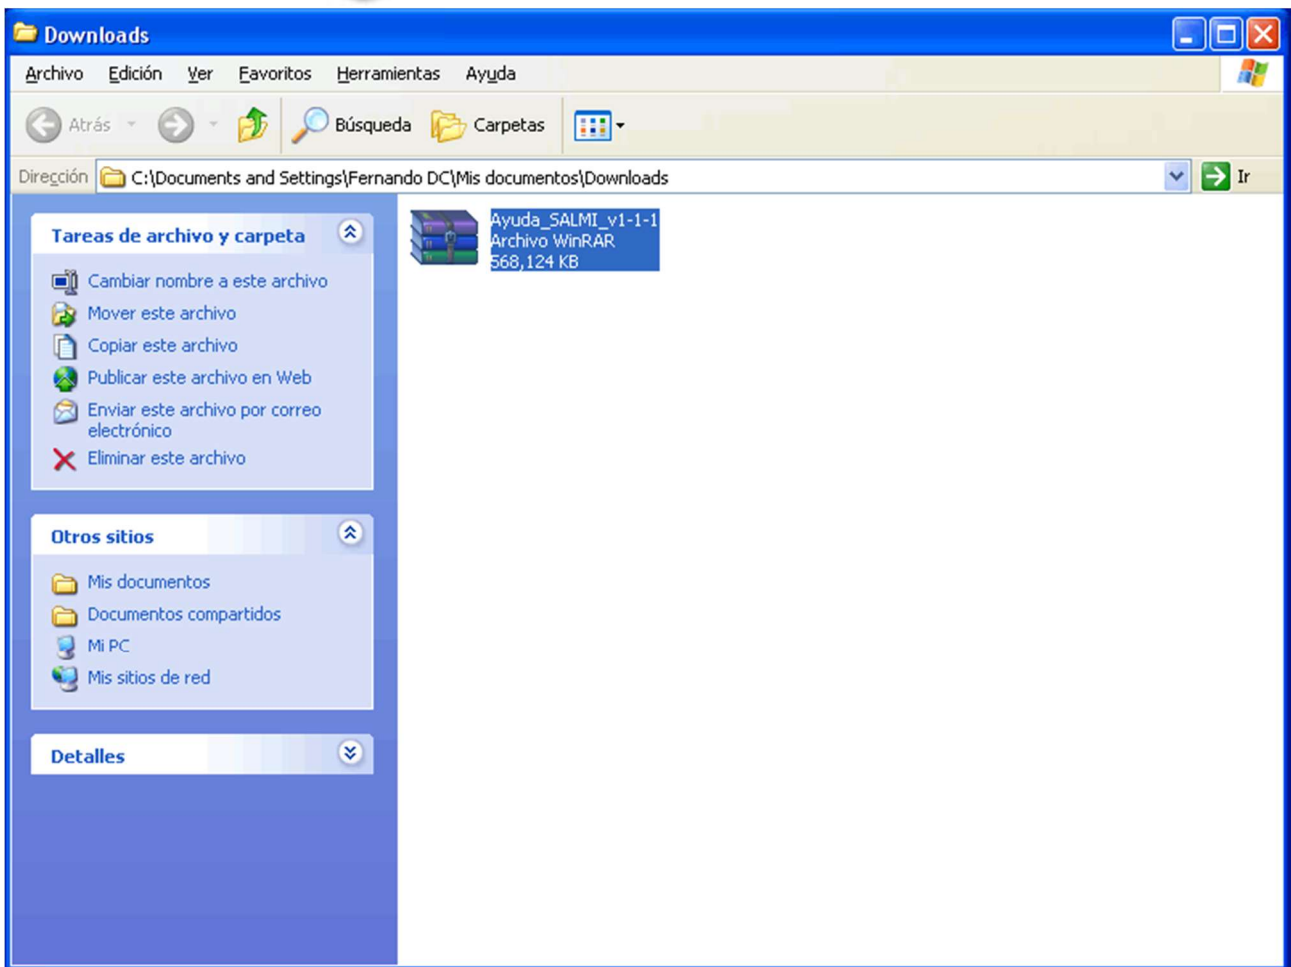 Downloads
Archivo Edición Ver Favoritos Herramientas Ayuda
Atrás Búsqueda Carpetas
Dirección C:\Documents and Settings\Fernando DC\Mis documentos\Downloads Ir
Tareas de archivo y carpeta
Cambiar nombre a este archivo
Mover este archivo
Copiar este archivo
Publicar este archivo en Web
Enviar este archivo por correo
electrónico
Eliminar este archivo
Otros sitios
Mis documentos
Documentos compartidos
Mi PC
Mis sitios de red
Detalles
Ayuda_SALMI_v1-1-1
Archivo WinRAR
568,124 KB